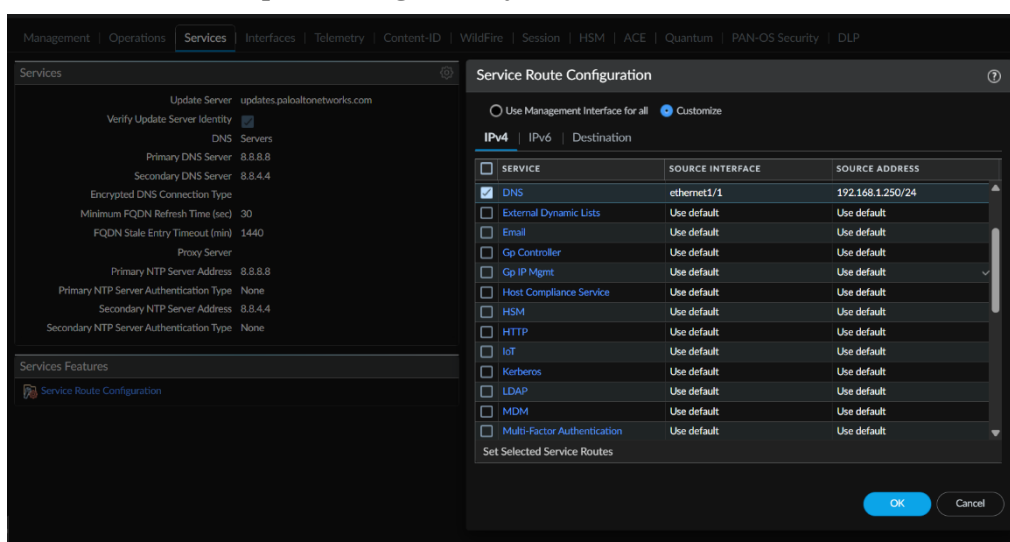 Management | Operations | Services | Interfaces | Telemetry | Content-ID | WildFire | Session | HSM | ACE | Quantum | PAN-OS Security | DLP
Services
Update Server updates.paloaltonetworks.com
Verify Update Server Identity
DNS Servers
Primary DNS Server 8.8.8.8
Secondary DNS Server 8.8.4.4
Encrypted DNS Connection Type
Minimum FQDN Refresh Time (sec) 30
FQDN Stale Entry Timeout (min) 1440
Proxy Server
Primary NTP Server Address 8.8.8.8
Primary NTP Server Authentication Type None
Secondary NTP Server Address 8.8.4.4
Secondary NTP Server Authentication Type None
Services Features
Service Route Configuration
Service Route Configuration
Use Management Interface for all Customize
IPv4 | IPv6 | Destination
SERVICE SOURCE INTERFACE SOURCE ADDRESS
DNS ethernet1/1 192.168.1.250/24
External Dynamic Lists Use default Use default
Email Use default Use default
Gp Controller Use default Use default
Gp IP Mgmt Use default Use default
Host Compliance Service Use default Use default
HSM Use default Use default
HTTP Use default Use default
IoT Use default Use default
Kerberos Use default Use default
LDAP Use default Use default
MDM Use default Use default
Multi-Factor Authentication Use default Use default
Set Selected Service Routes
OK Cancel